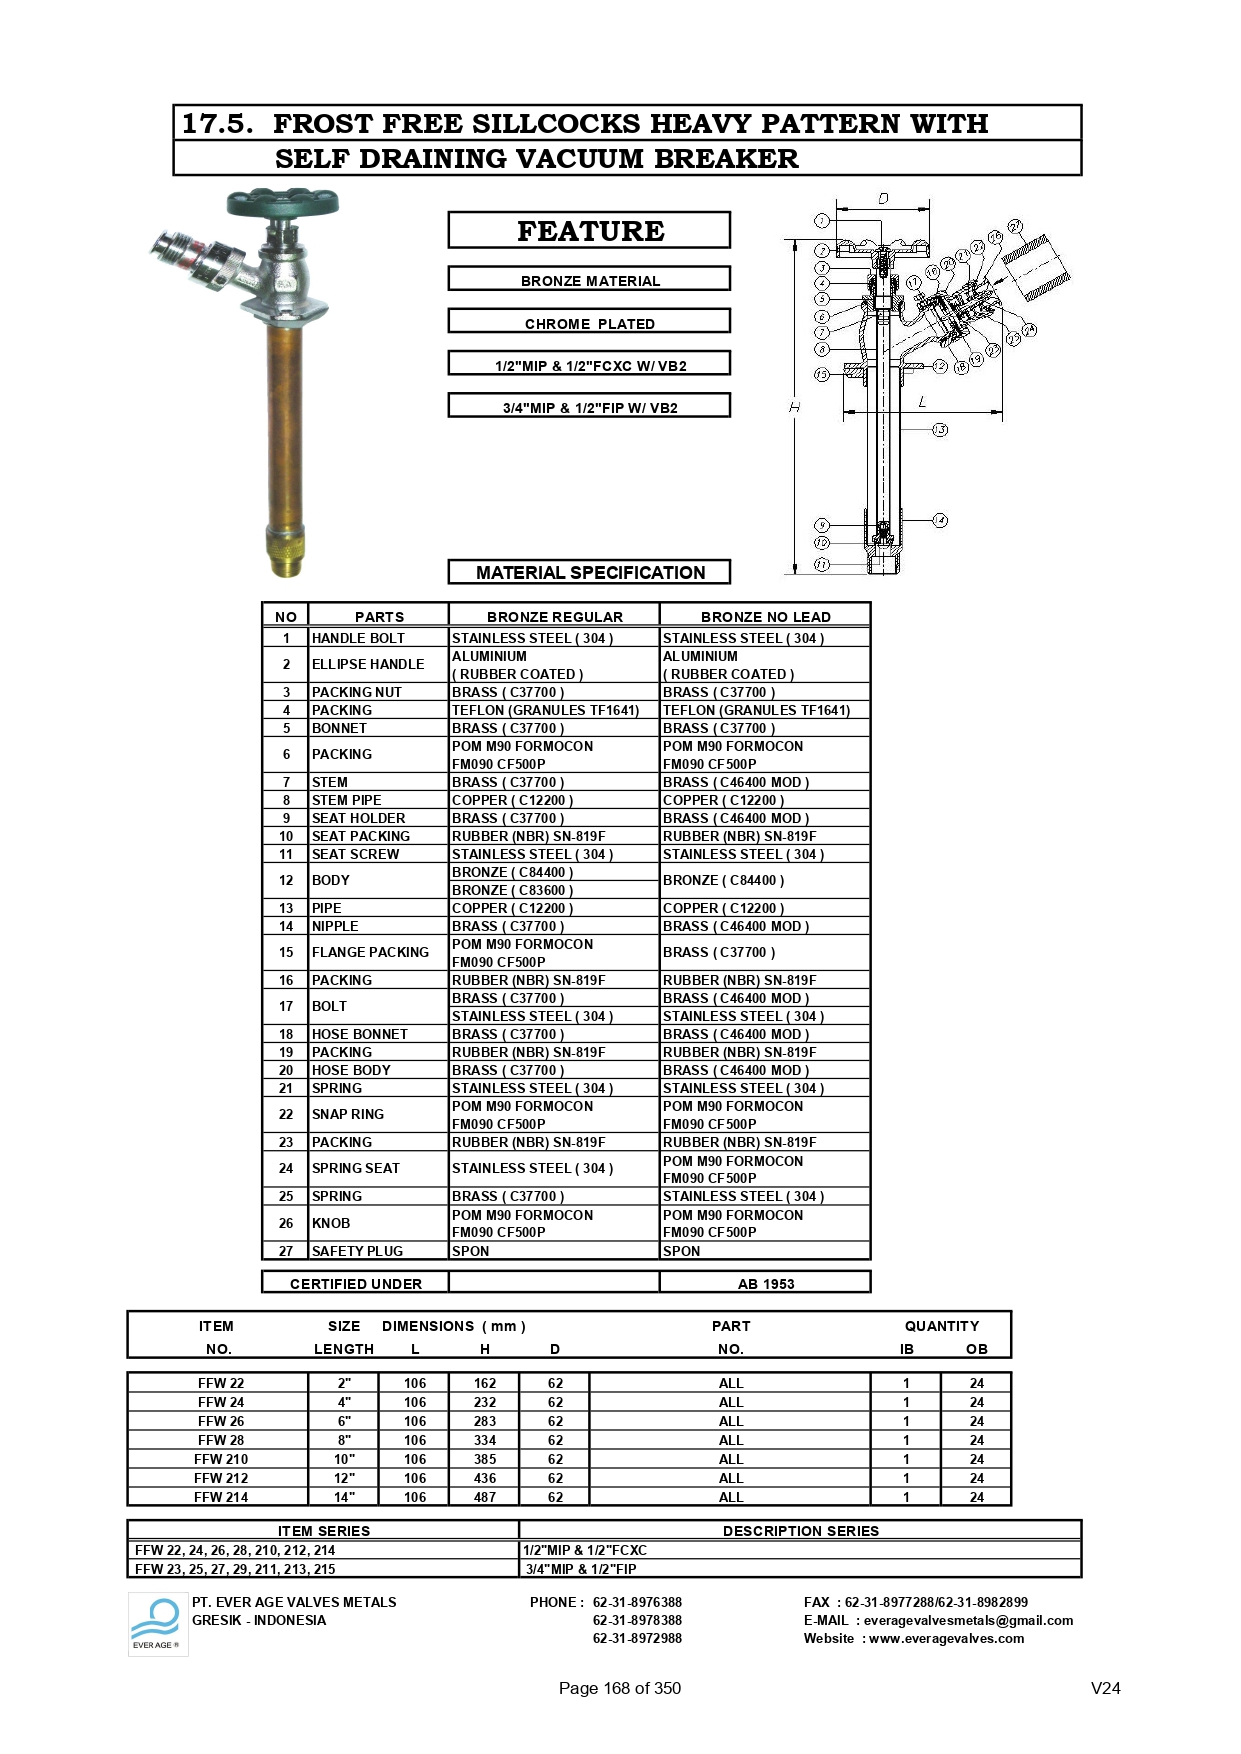 17.5. FROST FREE SILLCOCKS HEAVY PATTERN WITH
SELF DRAINING VACUUM BREAKER
FEATURE
BRONZE MATERIAL
CHROME PLATED
1/2"MIP & 1/2"FCXC W/ VB2
3/4"MIP & 1/2"FIP W/ VB2
D
1
2
3
4
5
6
7
8
15
17
16
20
21
22
26
27
24
25
23
19
18
12
L
H
13
14
9
10
11
MATERIAL SPECIFICATION
NO PARTS BRONZE REGULAR BRONZE NO LEAD
1 HANDLE BOLT STAINLESS STEEL ( 304 ) STAINLESS STEEL ( 304 )
2 ELLIPSE HANDLE ALUMINIUM ALUMINIUM
( RUBBER COATED ) ( RUBBER COATED )
3 PACKING NUT BRASS ( C37700 ) BRASS ( C37700 )
4 PACKING TEFLON (GRANULES TF1641) TEFLON (GRANULES TF1641)
5 BONNET BRASS ( C37700 ) BRASS ( C37700 )
6 PACKING POM M90 FORMOCON POM M90 FORMOCON
FM090 CF500P FM090 CF500P
7 STEM BRASS ( C37700 ) BRASS ( C46400 MOD )
8 STEM PIPE COPPER ( C12200 ) COPPER ( C12200 )
9 SEAT HOLDER BRASS ( C37700 ) BRASS ( C46400 MOD )
10 SEAT PACKING RUBBER (NBR) SN-819F RUBBER (NBR) SN-819F
11 SEAT SCREW STAINLESS STEEL ( 304 ) STAINLESS STEEL ( 304 )
12 BODY BRONZE ( C84400 ) BRONZE ( C84400 )
BRONZE ( C83600 )
13 PIPE COPPER ( C12200 ) COPPER ( C12200 )
14 NIPPLE BRASS ( C37700 ) BRASS ( C46400 MOD )
15 FLANGE PACKING POM M90 FORMOCON BRASS ( C37700 )
FM090 CF500P
16 PACKING RUBBER (NBR) SN-819F RUBBER (NBR) SN-819F
17 BOLT BRASS ( C37700 ) BRASS ( C46400 MOD )
STAINLESS STEEL ( 304 ) STAINLESS STEEL ( 304 )
18 HOSE BONNET BRASS ( C37700 ) BRASS ( C46400 MOD )
19 PACKING RUBBER (NBR) SN-819F RUBBER (NBR) SN-819F
20 HOSE BODY BRASS ( C37700 ) BRASS ( C46400 MOD )
21 SPRING STAINLESS STEEL ( 304 ) STAINLESS STEEL ( 304 )
22 SNAP RING POM M90 FORMOCON POM M90 FORMOCON
FM090 CF500P FM090 CF500P
23 PACKING RUBBER (NBR) SN-819F RUBBER (NBR) SN-819F
24 SPRING SEAT STAINLESS STEEL ( 304 ) POM M90 FORMOCON
FM090 CF500P
25 SPRING BRASS ( C37700 ) STAINLESS STEEL ( 304 )
26 KNOB POM M90 FORMOCON POM M90 FORMOCON
FM090 CF500P FM090 CF500P
27 SAFETY PLUG SPON SPON
CERTIFIED UNDER AB 1953
ITEM SIZE DIMENSIONS ( mm ) PART QUANTITY
NO. LENGTH L H D NO. IB OB
FFW 22 2" 106 162 62 ALL 1 24
FFW 24 4" 106 232 62 ALL 1 24
FFW 26 6" 106 283 62 ALL 1 24
FFW 28 8" 106 334 62 ALL 1 24
FFW 210 10" 106 385 62 ALL 1 24
FFW 212 12" 106 436 62 ALL 1 24
FFW 214 14" 106 487 62 ALL 1 24
ITEM SERIES DESCRIPTION SERIES
FFW 22, 24, 26, 28, 210, 212, 214 1/2"MIP & 1/2"FCXC
FFW 23, 25, 27, 29, 211, 213, 215 3/4"MIP & 1/2"FIP
EVER AGE ®
PT. EVER AGE VALVES METALS PHONE : 62-31-8976388 FAX : 62-31-8977288/62-31-8982899
GRESIK - INDONESIA 62-31-8978388 E-MAIL : everagevalvesmetals@gmail.com
62-31-8972988 Website : www.everagevalves.com
Page 168 of 350 V24